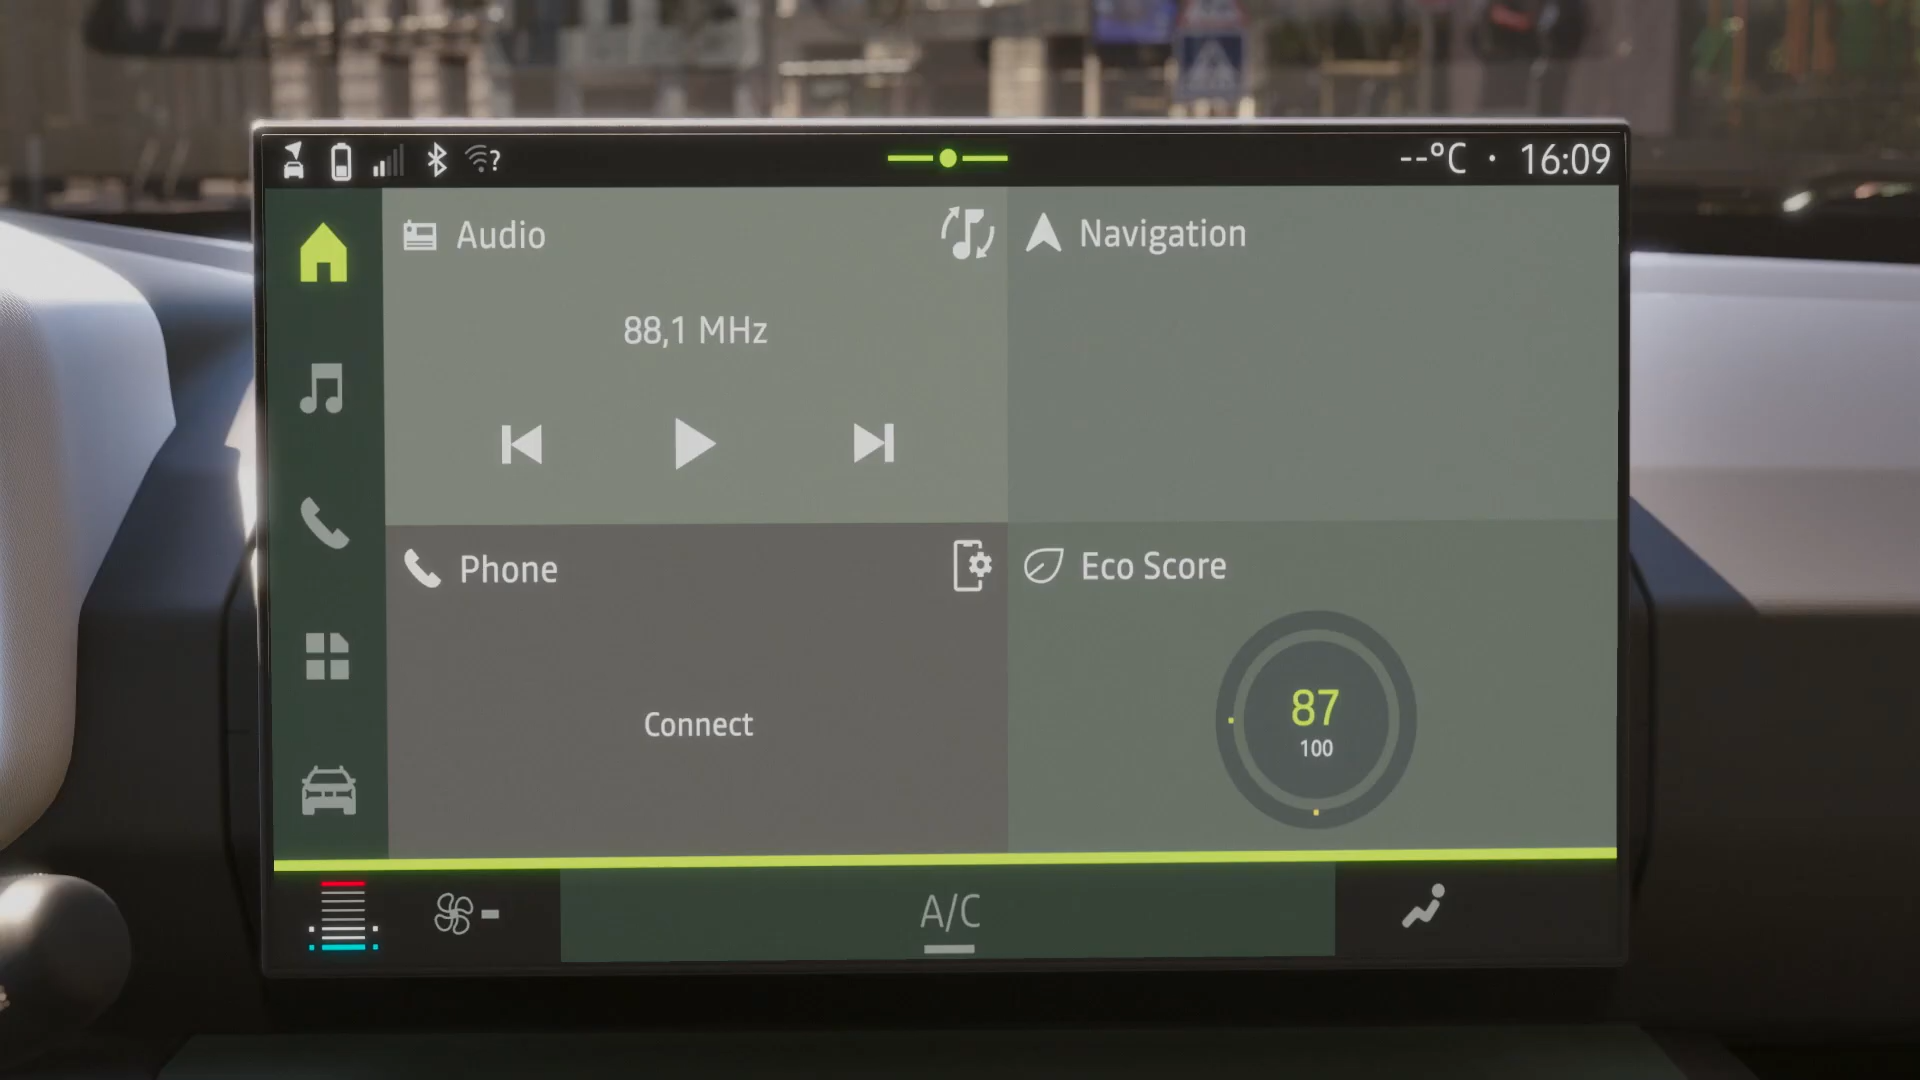 ? --°C · 16:09
Audio
Navigation
88,1 MHz
Phone
Eco Score
87
100
Connect
A/C